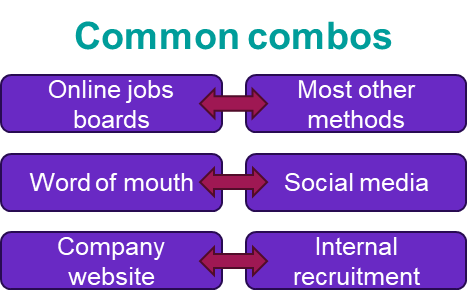 Common combos
Online jobs
boards
Most other
methods
Word of mouth
Social media
Company
website
Internal
recruitment